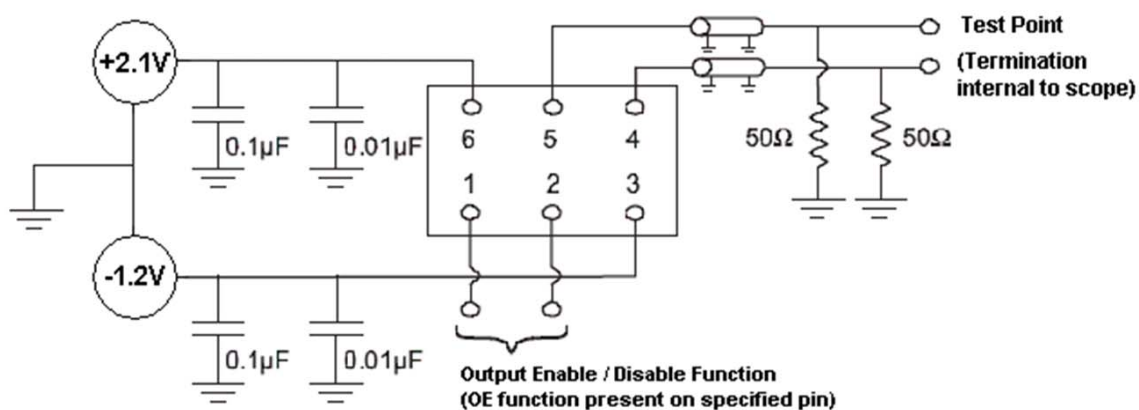 +2.1V
Test Point
(Termination
internal to scope)
0.1µF
0.01µF
6 5 4
50Ω
50Ω
1 2 3
-1.2V
0.1µF
0.01µF
Output Enable / Disable Function
(OE function present on specified pin)